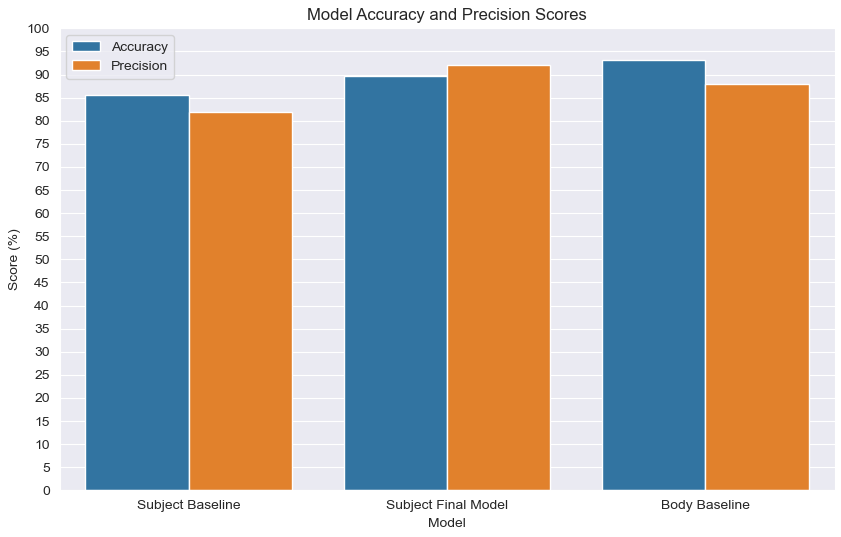 Model Accuracy and Precision Scores
Accuracy
Precision
Score (%)
100
95
90
85
80
75
70
65
60
55
50
45
40
35
30
25
20
15
10
5
0
Subject Baseline
Subject Final Model
Body Baseline
Model